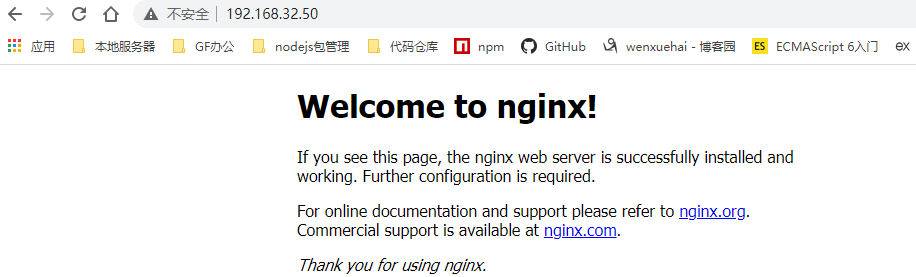 不安全 | 192.168.32.50
应用 本地服务器 GF办公 nodejs包管理 代码仓库 npm GitHub wenxuehai - 博客园 ES ECMAScript 6入门 ex
Welcome to nginx!
If you see this page, the nginx web server is successfully installed and
working. Further configuration is required.
For online documentation and support please refer to nginx.org.
Commercial support is available at nginx.com.
Thank you for using nginx.